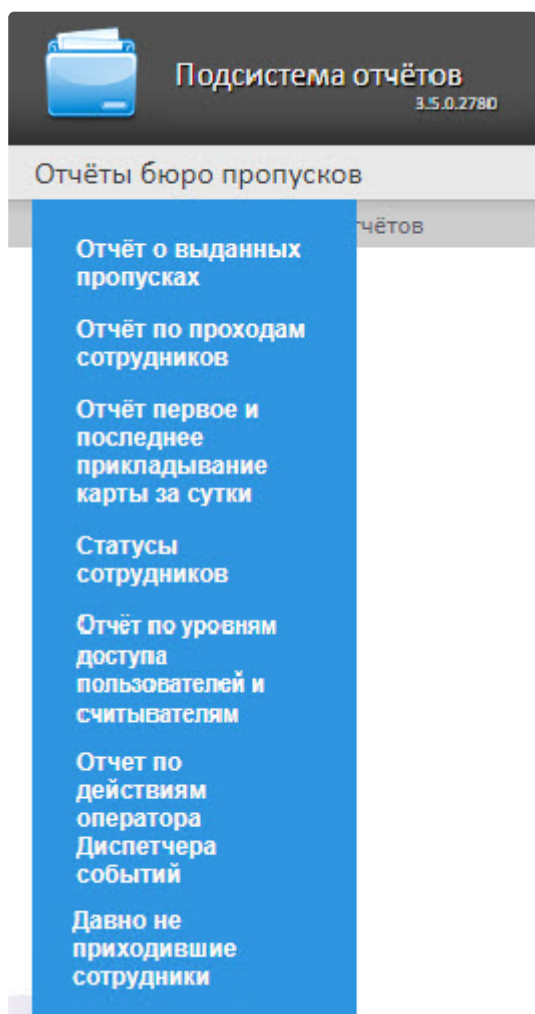 Подсистема отчётов
3.5.0.2780
Отчёты бюро пропусков
тчётов
Отчёт о выданных
пропусках
Отчёт по проходам
сотрудников
Отчёт первое и
последнее
прикладывание
карты за сутки
Статусы
сотрудников
Отчёт по уровням
доступа
пользователей и
считывателям
Отчет по
действиям
оператора
Диспетчера
событий
Давно не
приходившие
сотрудники